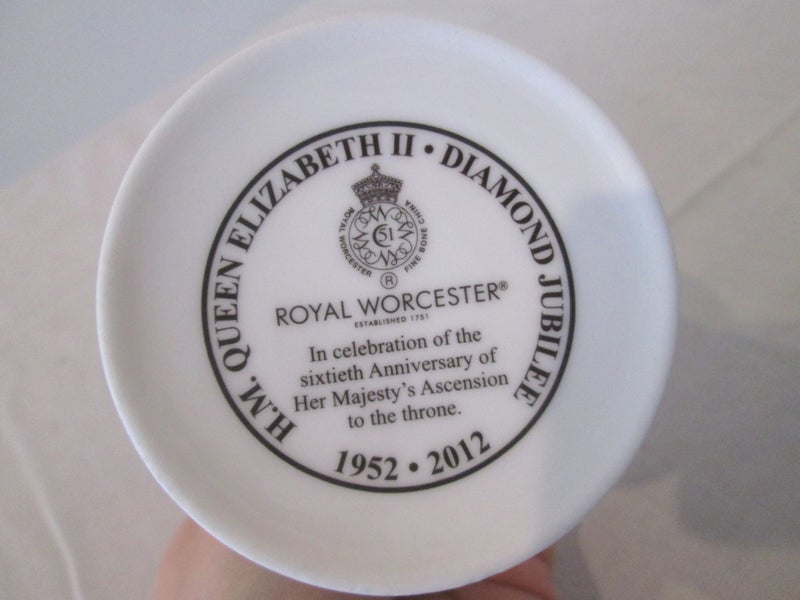 H.M. QUEEN ELIZABETH II • DIAMOND JUBILEE
ROYAL WORCESTER FINE BONE CHINA
51
®
ROYAL WORCESTER®
ESTABLISHED 1751
In celebration of the
sixtieth Anniversary of
Her Majesty's Ascension
to the throne.
1952 • 2012